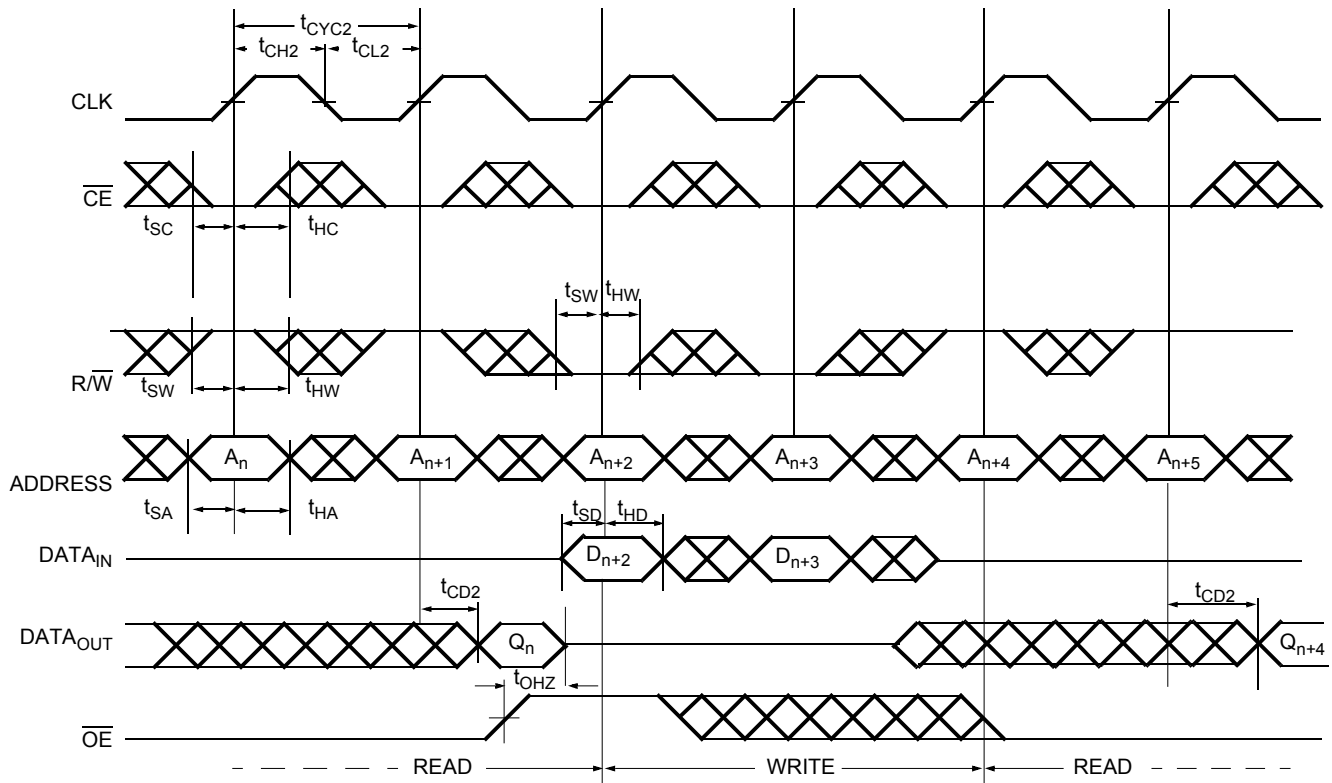 tCYC2
tCH2 tCL2
CLK
CE
tSC tHC
tSW tHW
R/W
tSW tHW
An An+1 An+2 An+3 An+4 An+5
ADDRESS
tSA tHA tSD tHD
DATAIN Dn+2 Dn+3
tCD2 tCD2
DATAOUT Qn Qn+4
tOHZ
OE
READ WRITE READ